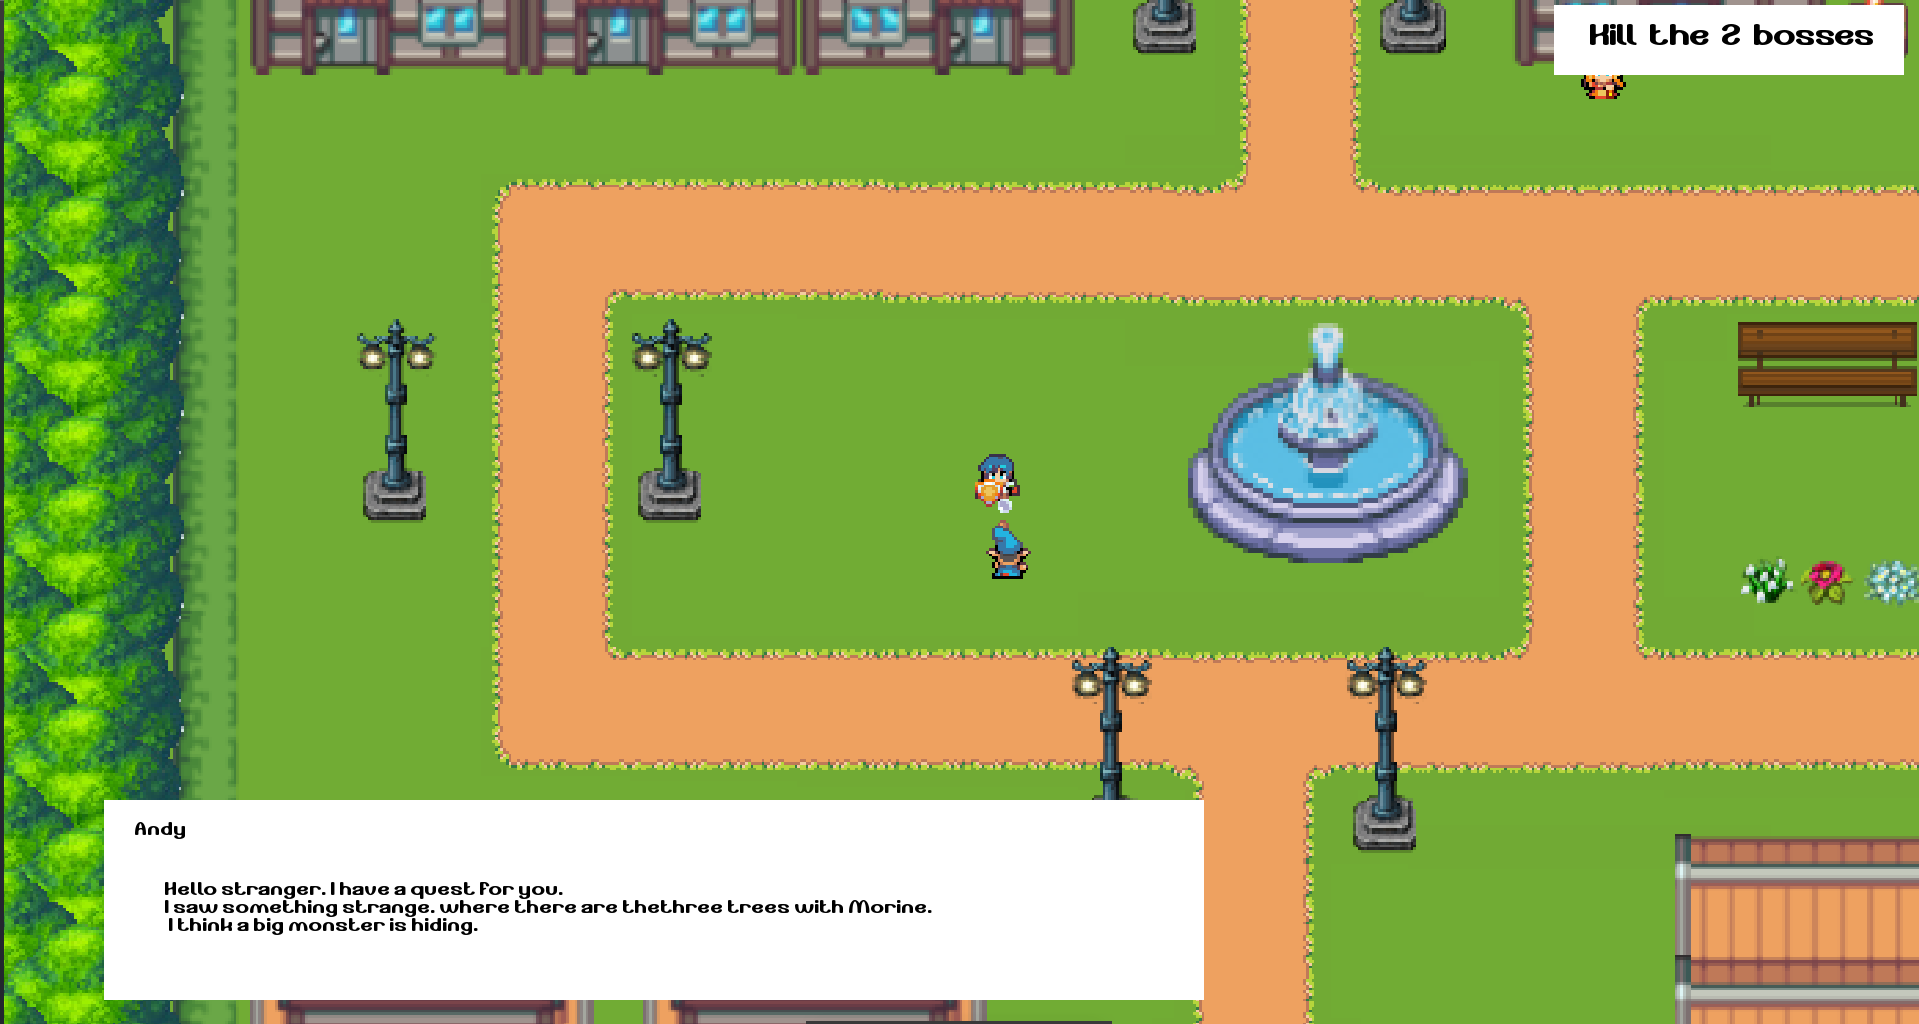 Kill the 2 bosses
Andy
Hello stranger. I have a quest for you.
I saw something strange. where there are thethree trees with Morine.
I think a big monster is hiding.